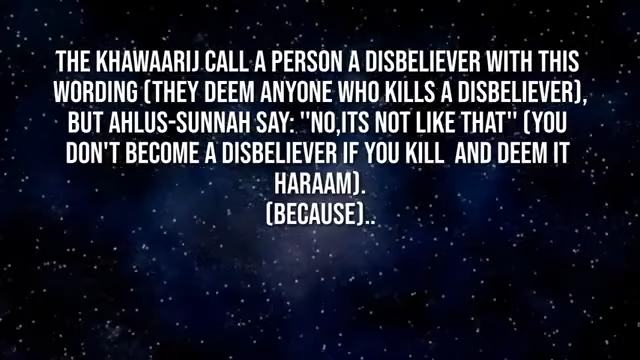 THE KHAWAARIJ CALL A PERSON A DISBELIEVER WITH THIS
WORDING (THEY DEEM ANYONE WHO KILLS A DISBELIEVER),
BUT AHLUS-SUNNAH SAY: "NO,ITS NOT LIKE THAT" (YOU
DON'T BECOME A DISBELIEVER IF YOU KILL  AND DEEM IT
HARAAM).
(BECAUSE)..